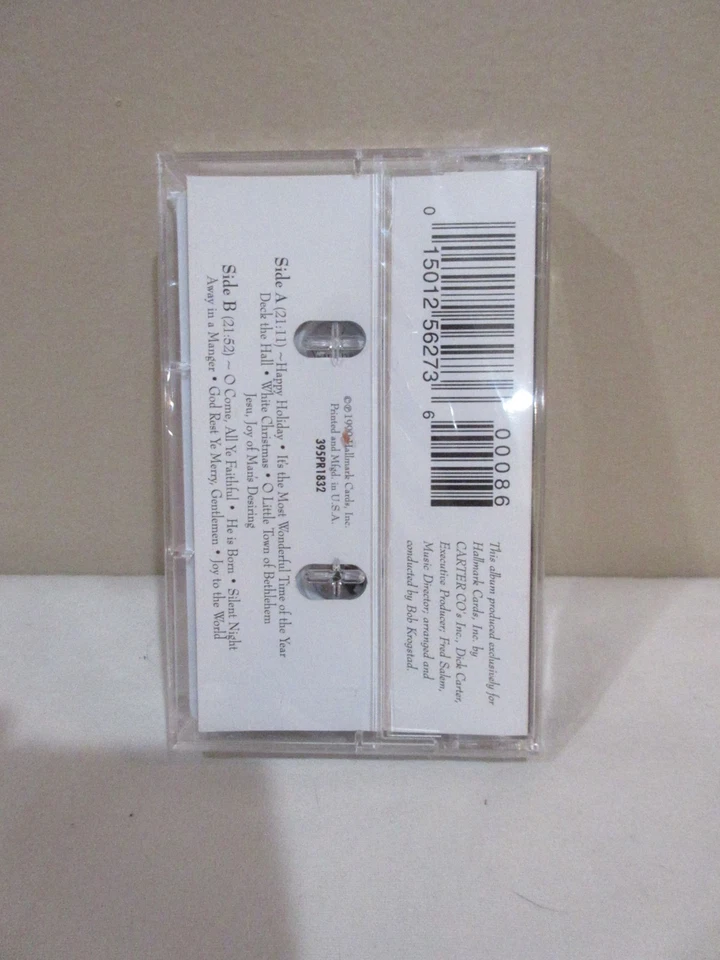 00086
0 15012 56273 6
This album produced exclusively for
Hallmark Cards, Inc. by
CARTER CO's Inc., Dick Carter,
Executive Producer; Fred Salem,
Music Director; arranged and
conducted by Bob Krogstad.
©℗ Hallmark Cards, Inc.
Printed and Mfgd. in U.S.A.
395PR1832
Side A (21:11) ~ Happy Holiday • It's the Most Wonderful Time of the Year
Deck the Hall • White Christmas • O Little Town of Bethlehem
Jesu, Joy of Man's Desiring
Side B (21:52) ~ O Come, All Ye Faithful • He is Born • Silent Night
Away in a Manger • God Rest Ye Merry, Gentlemen • Joy to the World